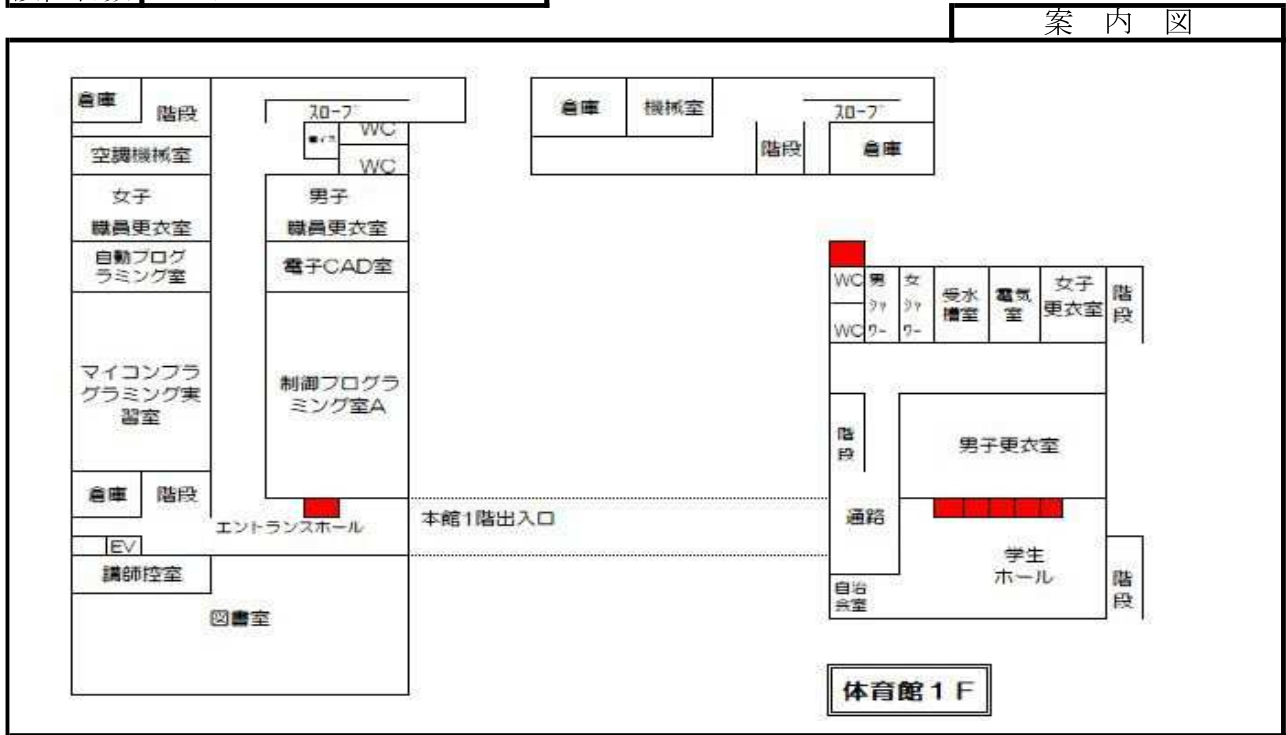 案 内 図
倉庫
階段
スロープ
WC
WC
空調機械室
女子
職員更衣室
男子
職員更衣室
自動プログ
ラミング室
電子CAD室
マイコンプラ
グラミング実
習室
制御プログラ
ミング室A
倉庫
階段
エントランスホール
EV
講師控室
図書室
本館1階出入口
倉庫
機械室
スロープ
階段
倉庫
WC
WC
男
シャ
ワー
女
シャ
ワー
受水
槽室
電気
室
女子
更衣室
階
段
階
段
男子更衣室
通路
学生
ホール
自治
会室
階
段
体育館1F